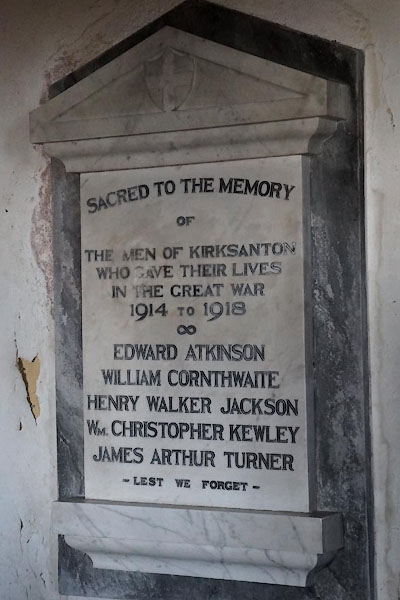 SACRED TO THE MEMORY
OF
THE MEN OF KIRKSANTON
WHO GAVE THEIR LIVES
IN THE GREAT WAR
1914 TO 1918
EDWARD ATKINSON
WILLIAM CORNTHWAITE
HENRY WALKER JACKSON
WM. CHRISTOPHER KEWLEY
JAMES ARTHUR TURNER
- LEST WE FORGET -